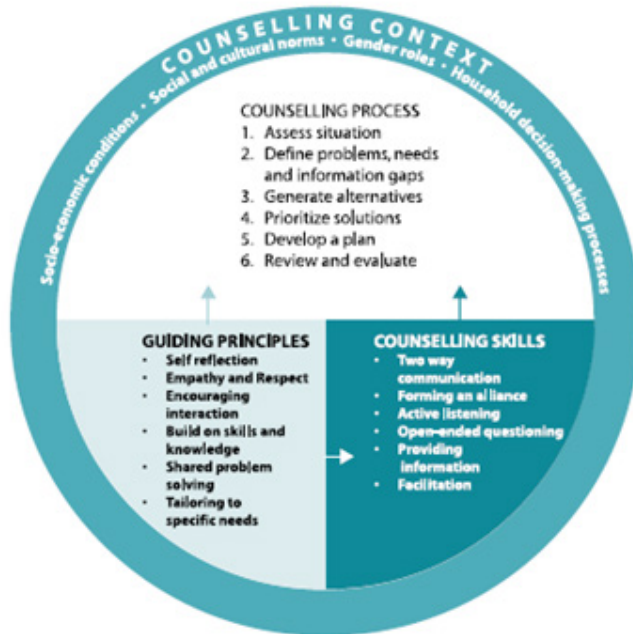 COUNSELLING CONTEXT
Socio-economic conditions • Social and cultural norms • Gender roles • Household decision-making processes
COUNSELLING PROCESS
1. Assess situation
2. Define problems, needs
and information gaps
3. Generate alternatives
4. Prioritize solutions
5. Develop a plan
6. Review and evaluate
GUIDING PRINCIPLES
• Self reflection
• Empathy and Respect
• Encouraging
interaction
• Build on skills and
knowledge
• Shared problem
solving
• Tailoring to
specific needs
COUNSELLING SKILLS
• Two way
communication
• Forming an alliance
• Active listening
• Open-ended questioning
• Providing
information
• Facilitation